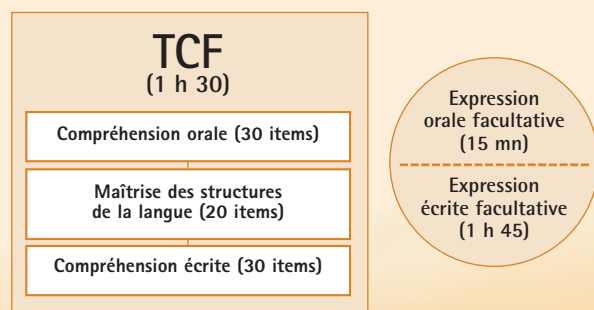 TCF
(1 h 30)
Compréhension orale (30 items)
Maîtrise des structures
de la langue (20 items)
Compréhension écrite (30 items)
Expression
orale facultative
(15 mn)
Expression
écrite facultative
(1 h 45)